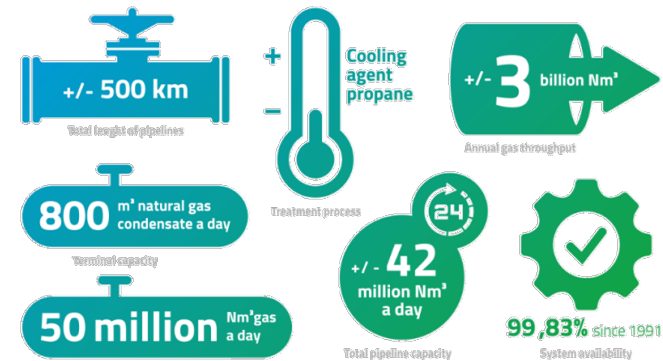 +/- 500 km
Total lenght of pipelines
+
−
Cooling
agent
propane
Treatment process
+/- 3 billion Nm³
Annual gas throughput
800 m³ natural gas
condensate a day
Terminal capacity
50 million Nm³gas
a day
24
+/ - 42
million Nm³
a day
Total pipeline capacity
99,83% since 1991
System availability